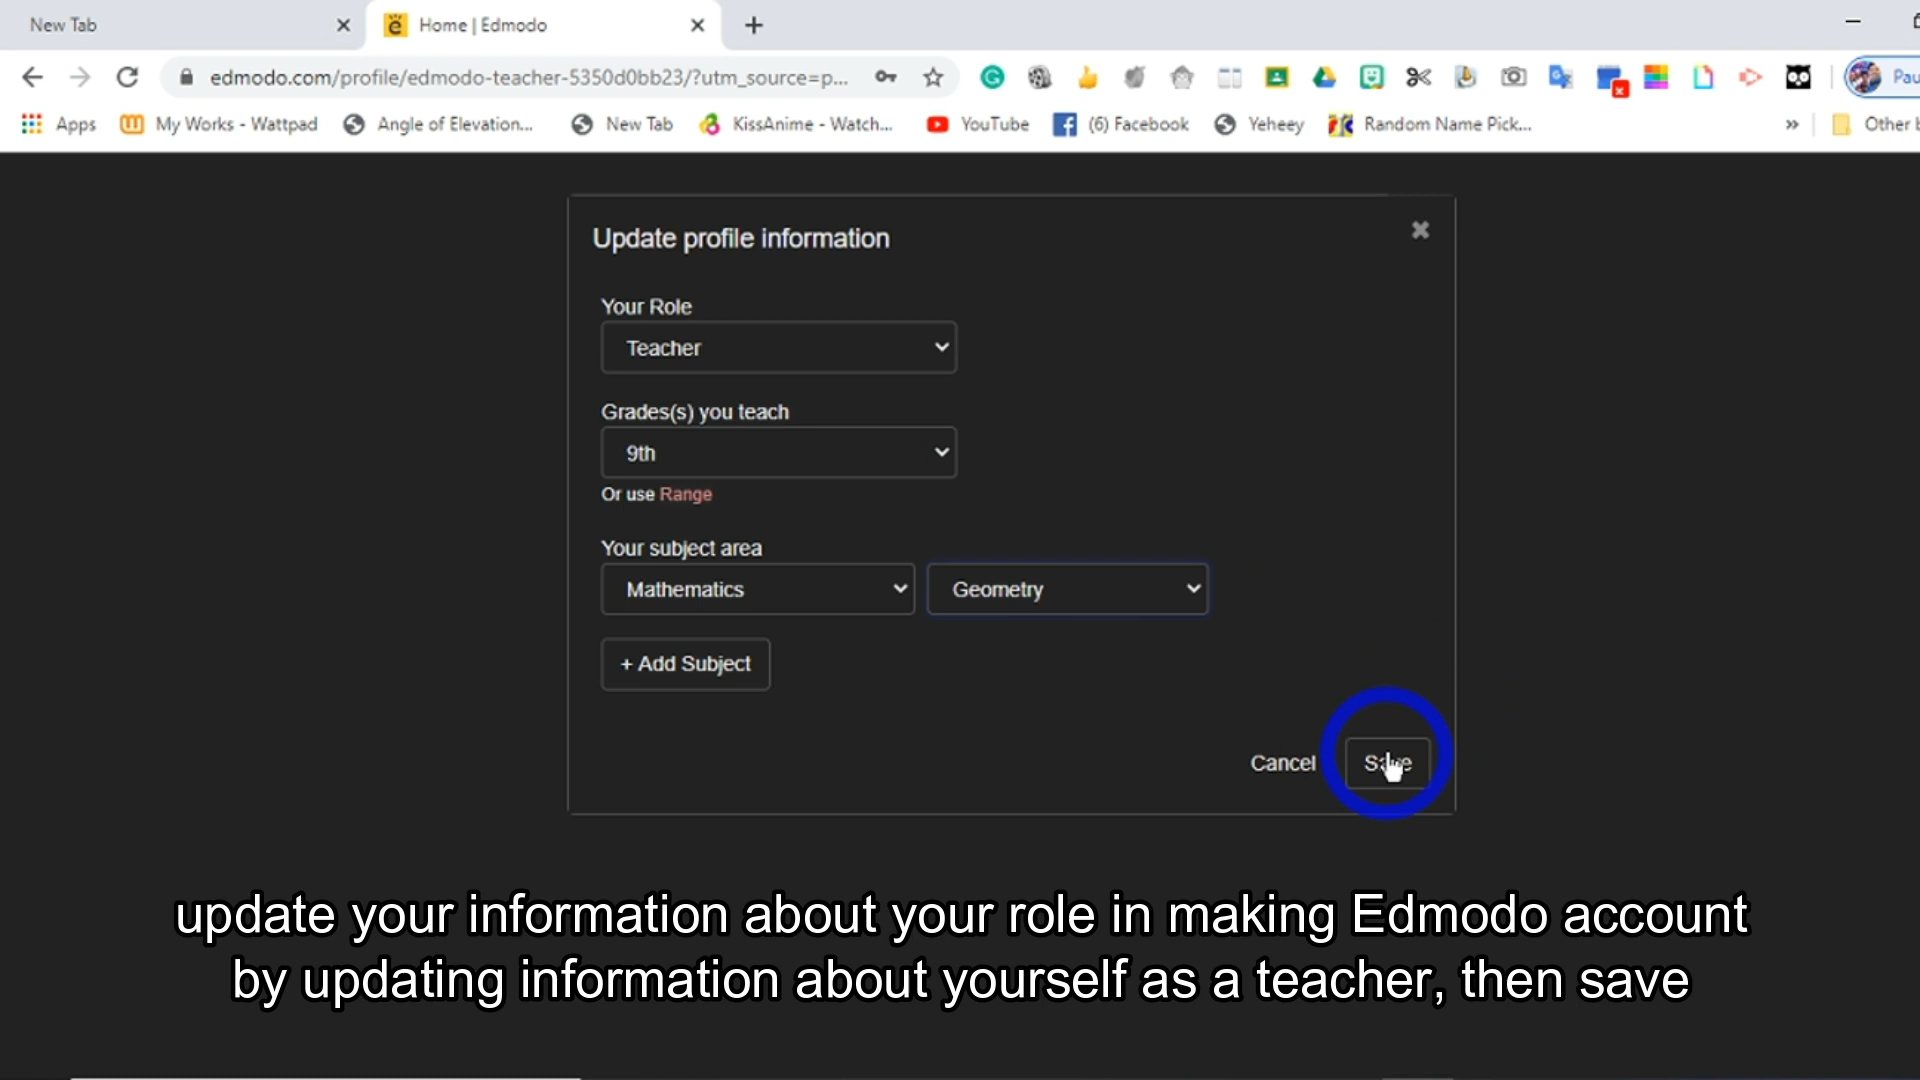 New Tab
Home | Edmodo
edmodo.com/profile/edmodo-teacher-5350d0bb23/?utm_source=p...
Pau
Apps
My Works - Wattpad
Angle of Elevation...
New Tab
KissAnime - Watch...
YouTube
(6) Facebook
Yeheey
Random Name Pick...
»
Other b
Update profile information
Your Role
Teacher
Grades(s) you teach
9th
Or use Range
Your subject area
Mathematics
Geometry
+ Add Subject
Cancel
Save
update your information about your role in making Edmodo account
by updating information about yourself as a teacher, then save